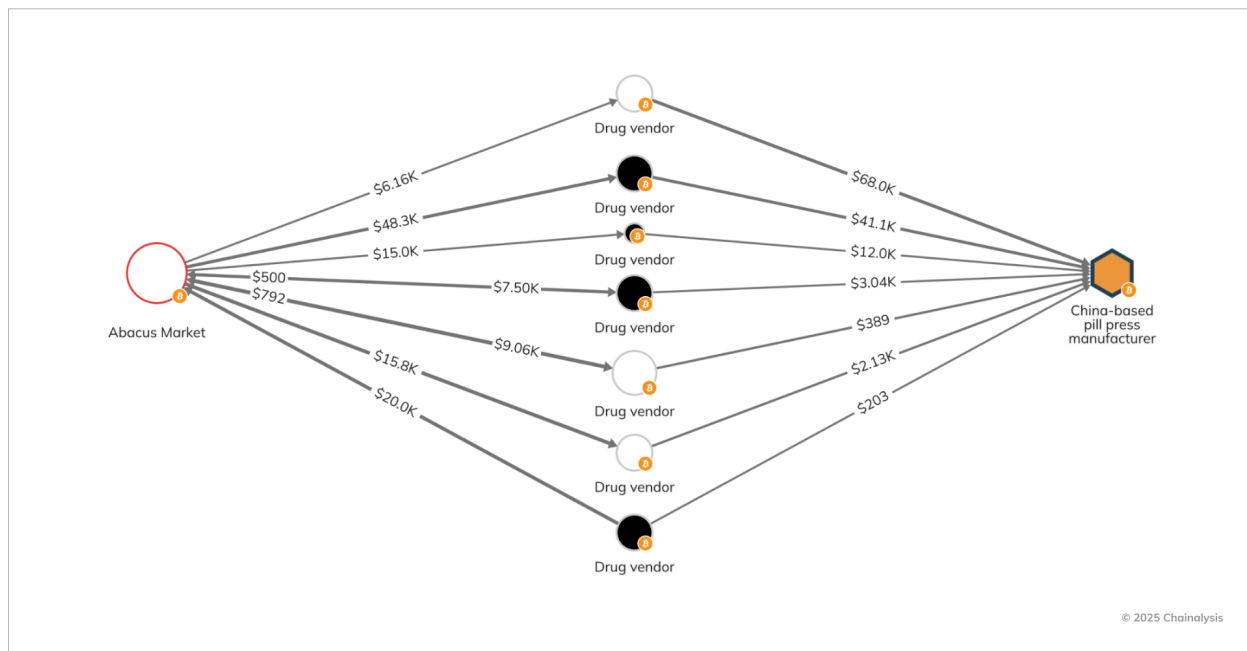 Drug vendor
$6.16K
$68.0K
Drug vendor
$48.3K
$41.1K
Drug vendor
$15.0K
$12.0K
$500
$7.50K
$3.04K
Drug vendor
Abacus Market
China-based
pill press
manufacturer
$792
$9.06K
$389
Drug vendor
$15.8K
$2.13K
Drug vendor
$20.0K
$203
Drug vendor
© 2025 Chainalysis